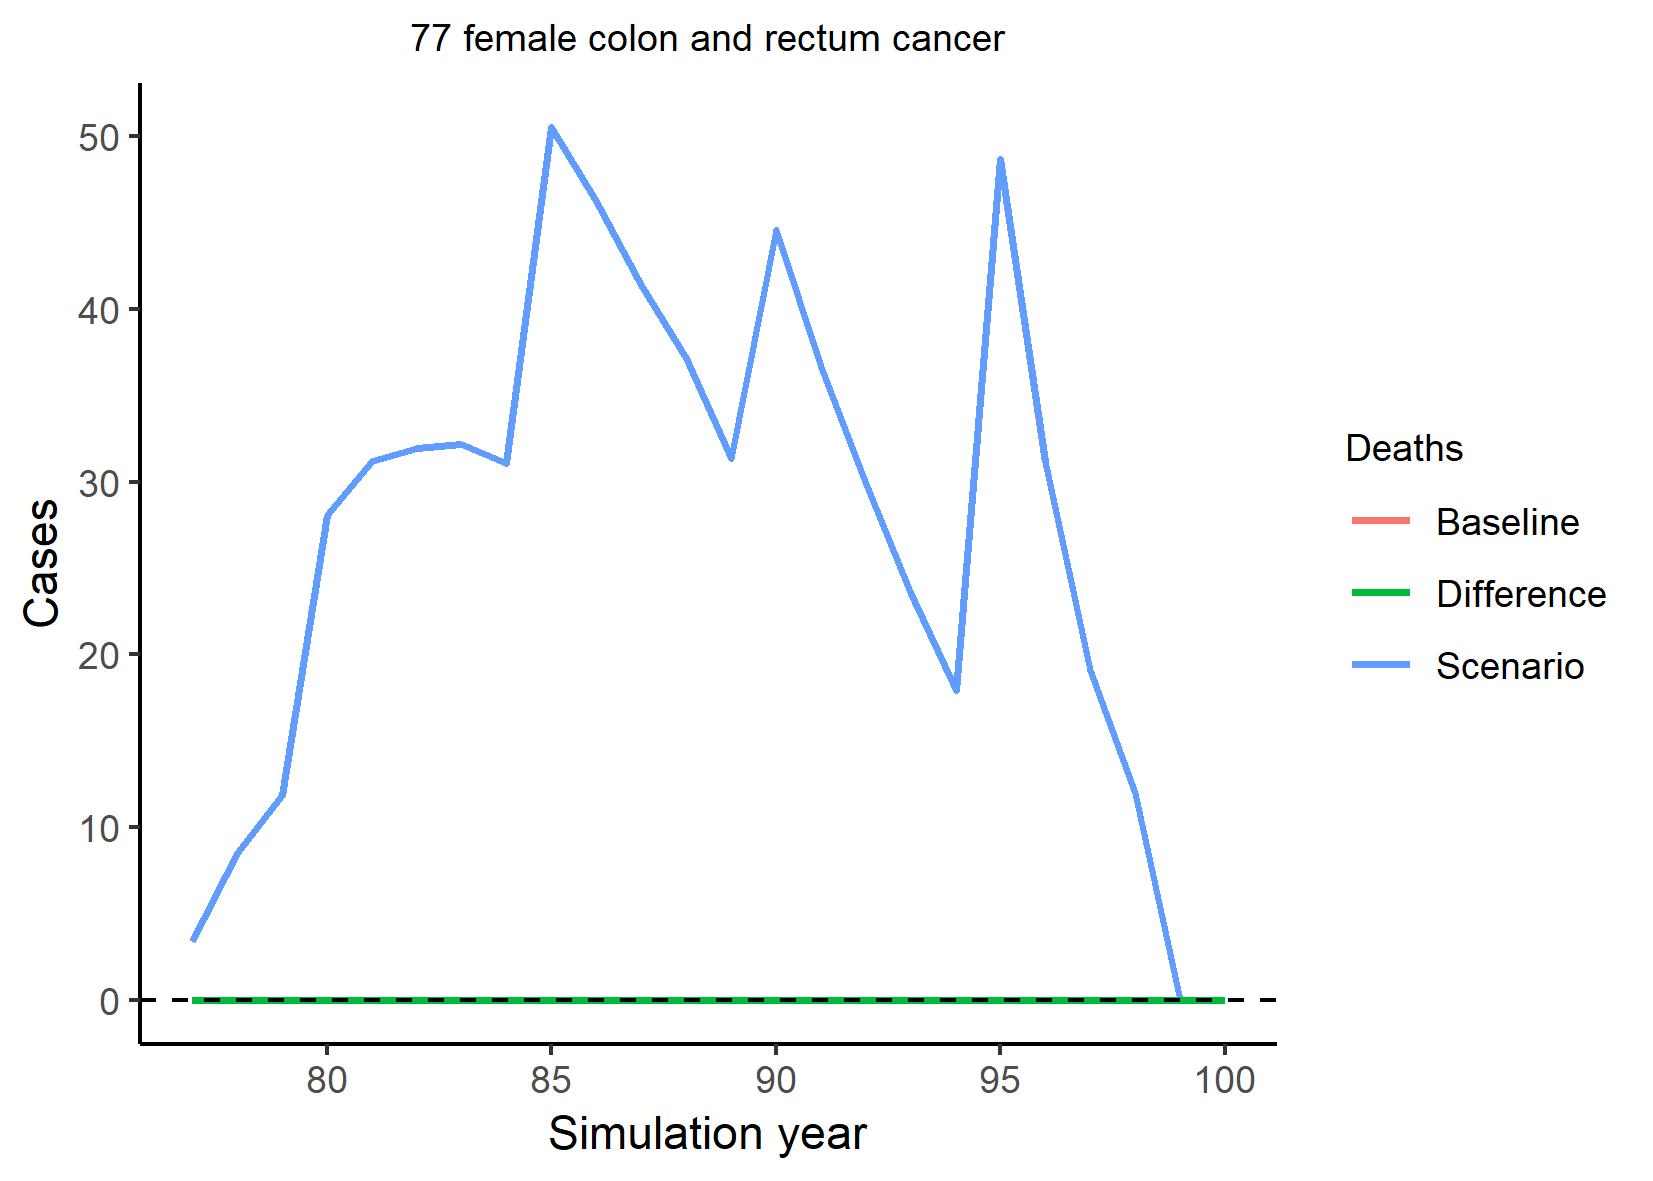 77 female colon and rectum cancer
Cases
50
40
30
20
10
0
80 85 90 95 100
Simulation year
Deaths
Baseline
Difference
Scenario